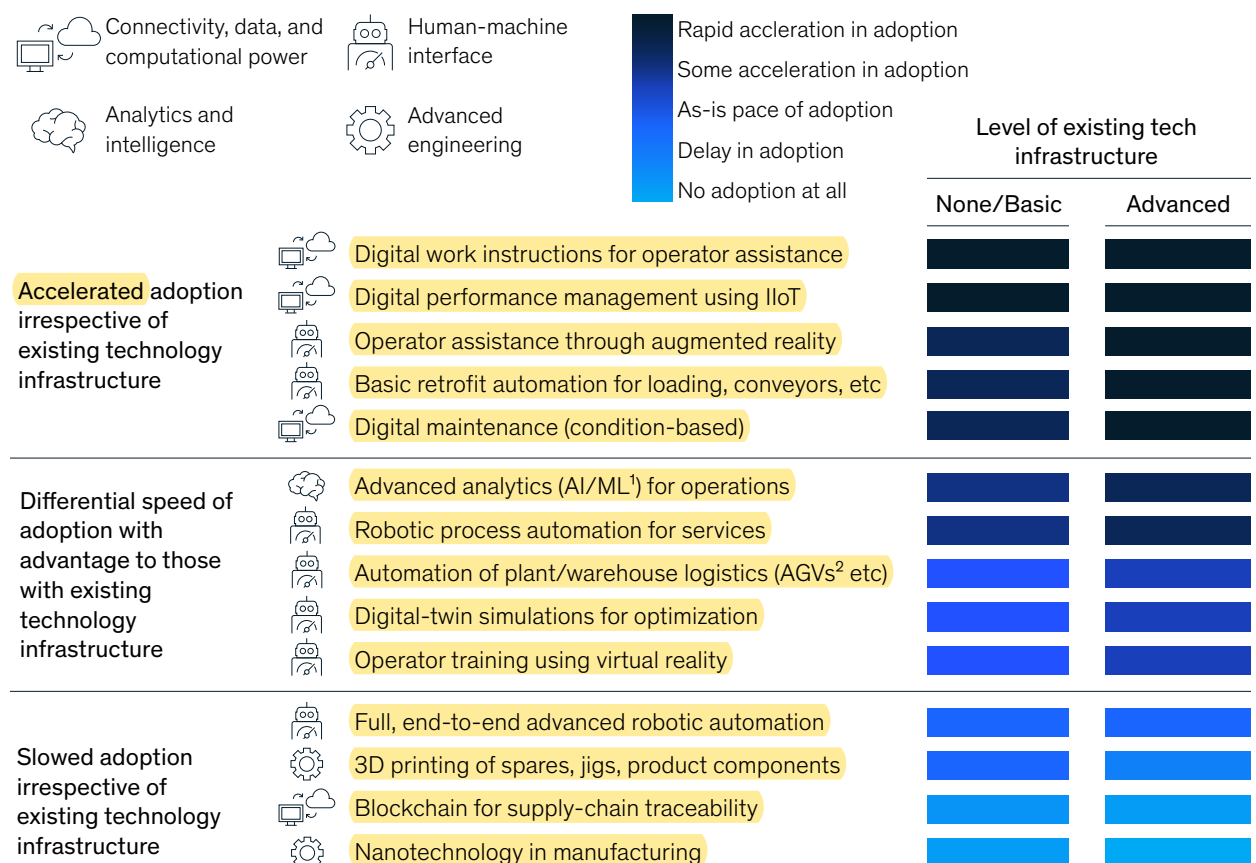 Connectivity, data, and
computational power
Human-machine
interface
Analytics and
intelligence
Advanced
engineering
Rapid accleration in adoption
Some acceleration in adoption
As-is pace of adoption
Delay in adoption
No adoption at all
Level of existing tech
infrastructure
None/Basic
Advanced
Accelerated adoption
irrespective of
existing technology
infrastructure
Digital work instructions for operator assistance
Digital performance management using IIoT
Operator assistance through augmented reality
Basic retrofit automation for loading, conveyors, etc
Digital maintenance (condition-based)
Differential speed of
adoption with
advantage to those
with existing
technology
infrastructure
Advanced analytics (AI/ML¹) for operations
Robotic process automation for services
Automation of plant/warehouse logistics (AGVs² etc)
Digital-twin simulations for optimization
Operator training using virtual reality
Slowed adoption
irrespective of
existing technology
infrastructure
Full, end-to-end advanced robotic automation
3D printing of spares, jigs, product components
Blockchain for supply-chain traceability
Nanotechnology in manufacturing